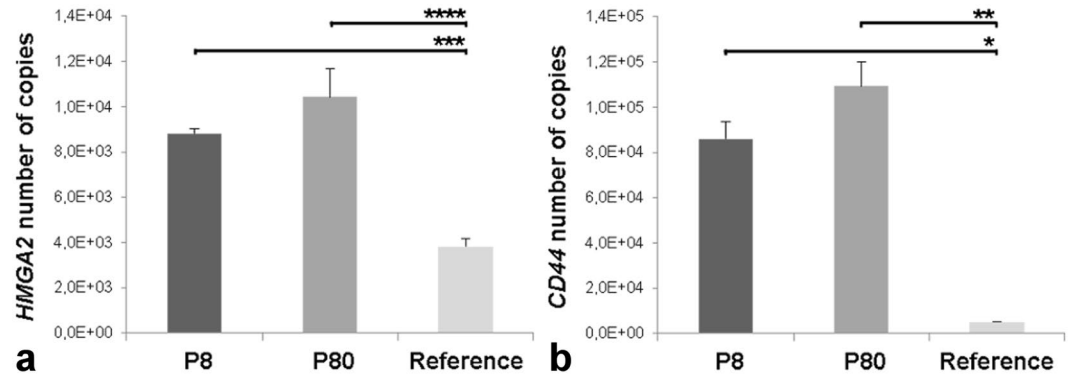 HMGA2 number of copies
1,4E+04
1,2E+04
1,0E+04
8,0E+03
6,0E+03
4,0E+03
2,0E+03
0,0E+00
****
***
P8
P80
Reference
a
CD44 number of copies
1,4E+05
1,2E+05
1,0E+05
8,0E+04
6,0E+04
4,0E+04
2,0E+04
0,0E+00
**
*
P8
P80
Reference
b